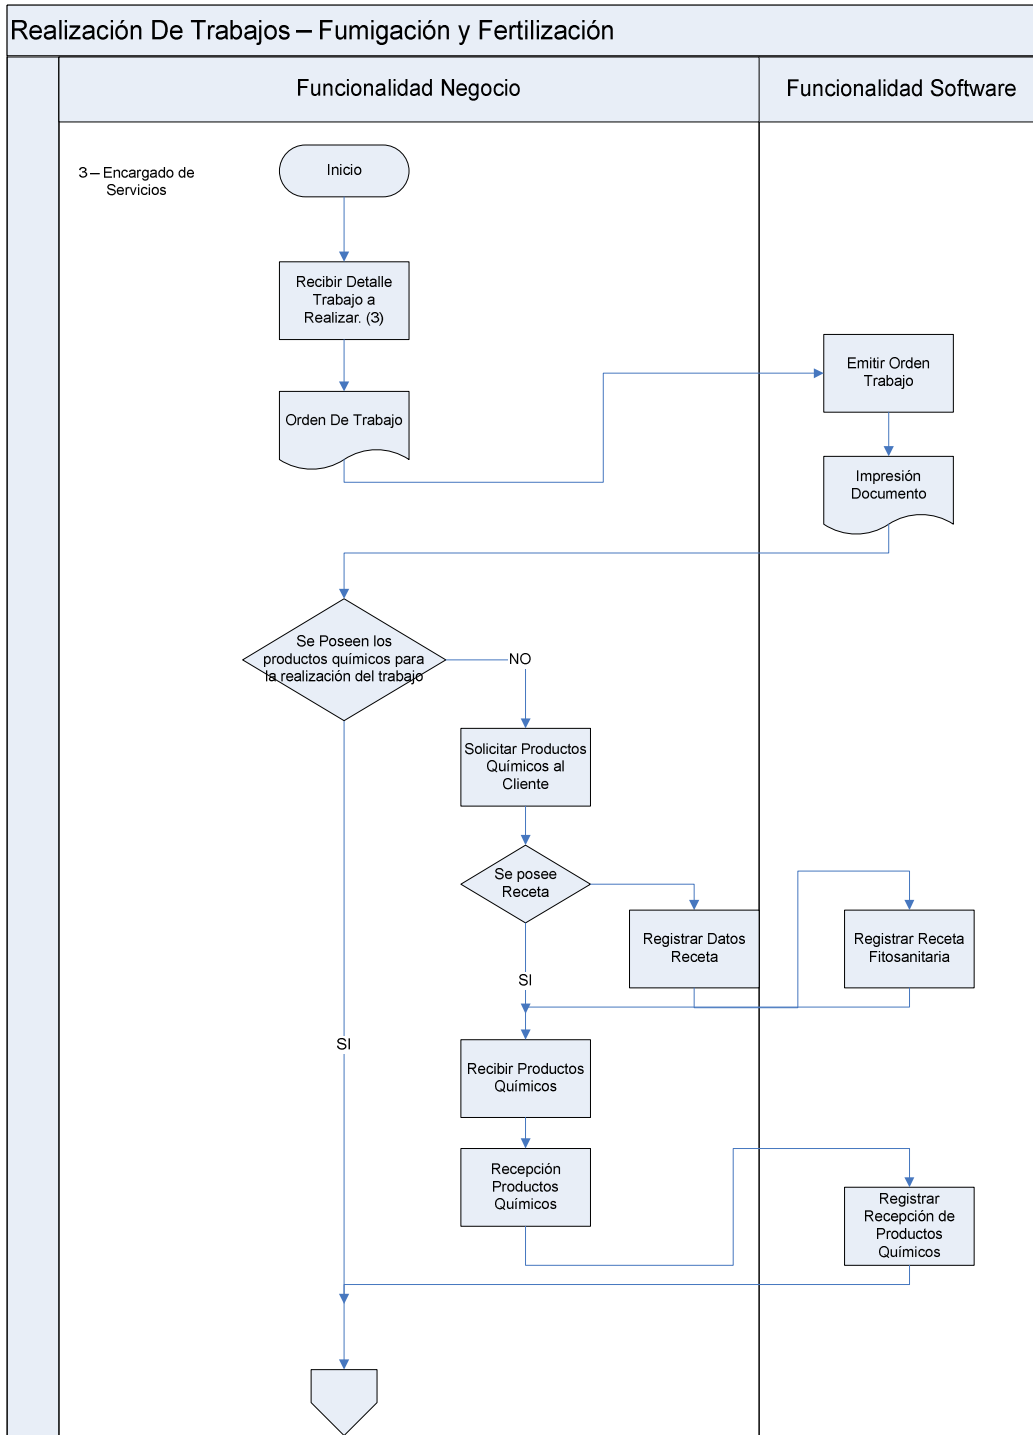 Realización De Trabajos – Fumigación y Fertilización
Funcionalidad Negocio
Funcionalidad Software
3 – Encargado de
Servicios
Inicio
Recibir Detalle
Trabajo a
Realizar. (3)
Orden De Trabajo
Emitir Orden
Trabajo
Impresión
Documento
Se Poseen los
productos químicos para
la realización del trabajo
NO
Solicitar Productos
Químicos al
Cliente
Se posee
Receta
Registrar Datos
Receta
Registrar Receta
Fitosanitaria
SI
SI
Recibir Productos
Químicos
Recepción
Productos
Químicos
Registrar
Recepción de
Productos
Químicos